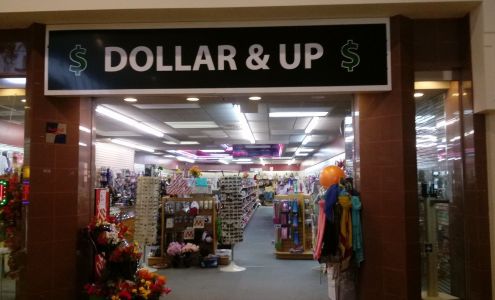 $ DOLLAR & UP $